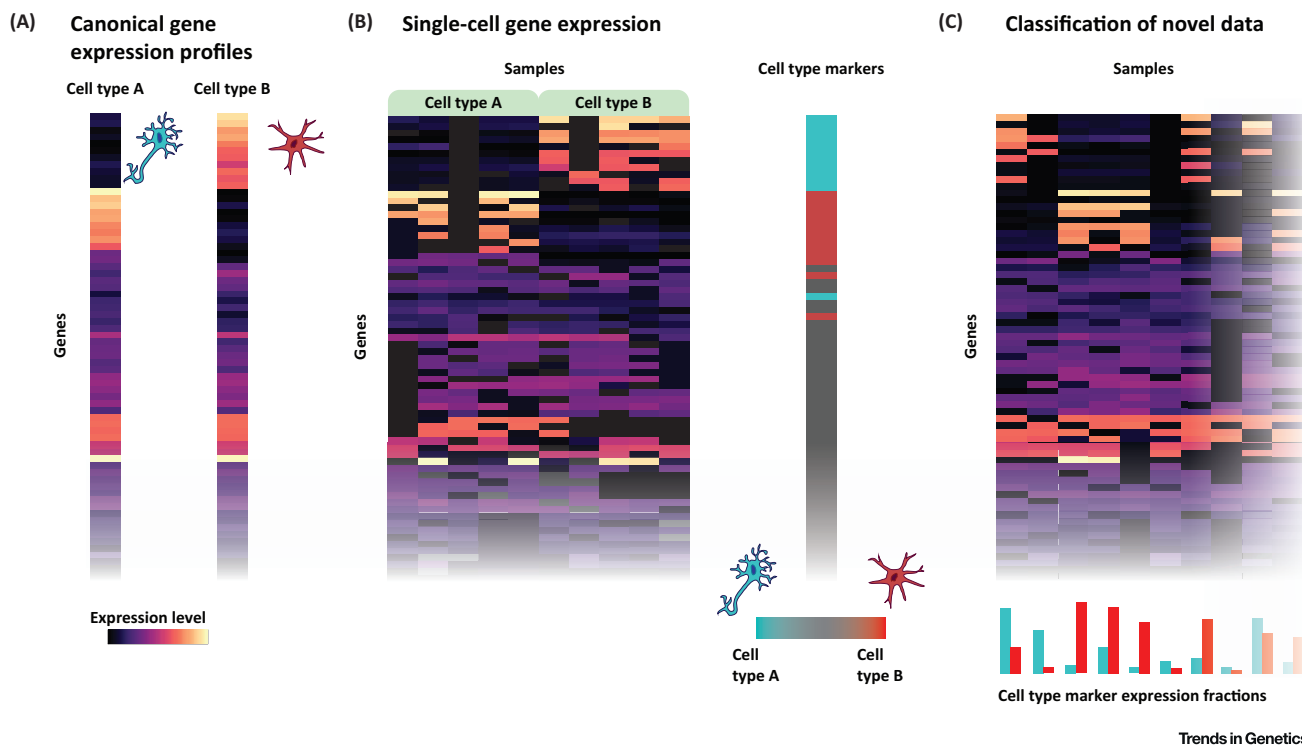 (A) Canonical gene
expression profiles
Cell type A Cell type B
Genes
Expression level
(B) Single-cell gene expression
Samples
Cell type A Cell type B
Genes
Cell type markers
Cell
type A
Cell
type B
(C) Classification of novel data
Samples
Genes
Cell type marker expression fractions
Trends in Genetics